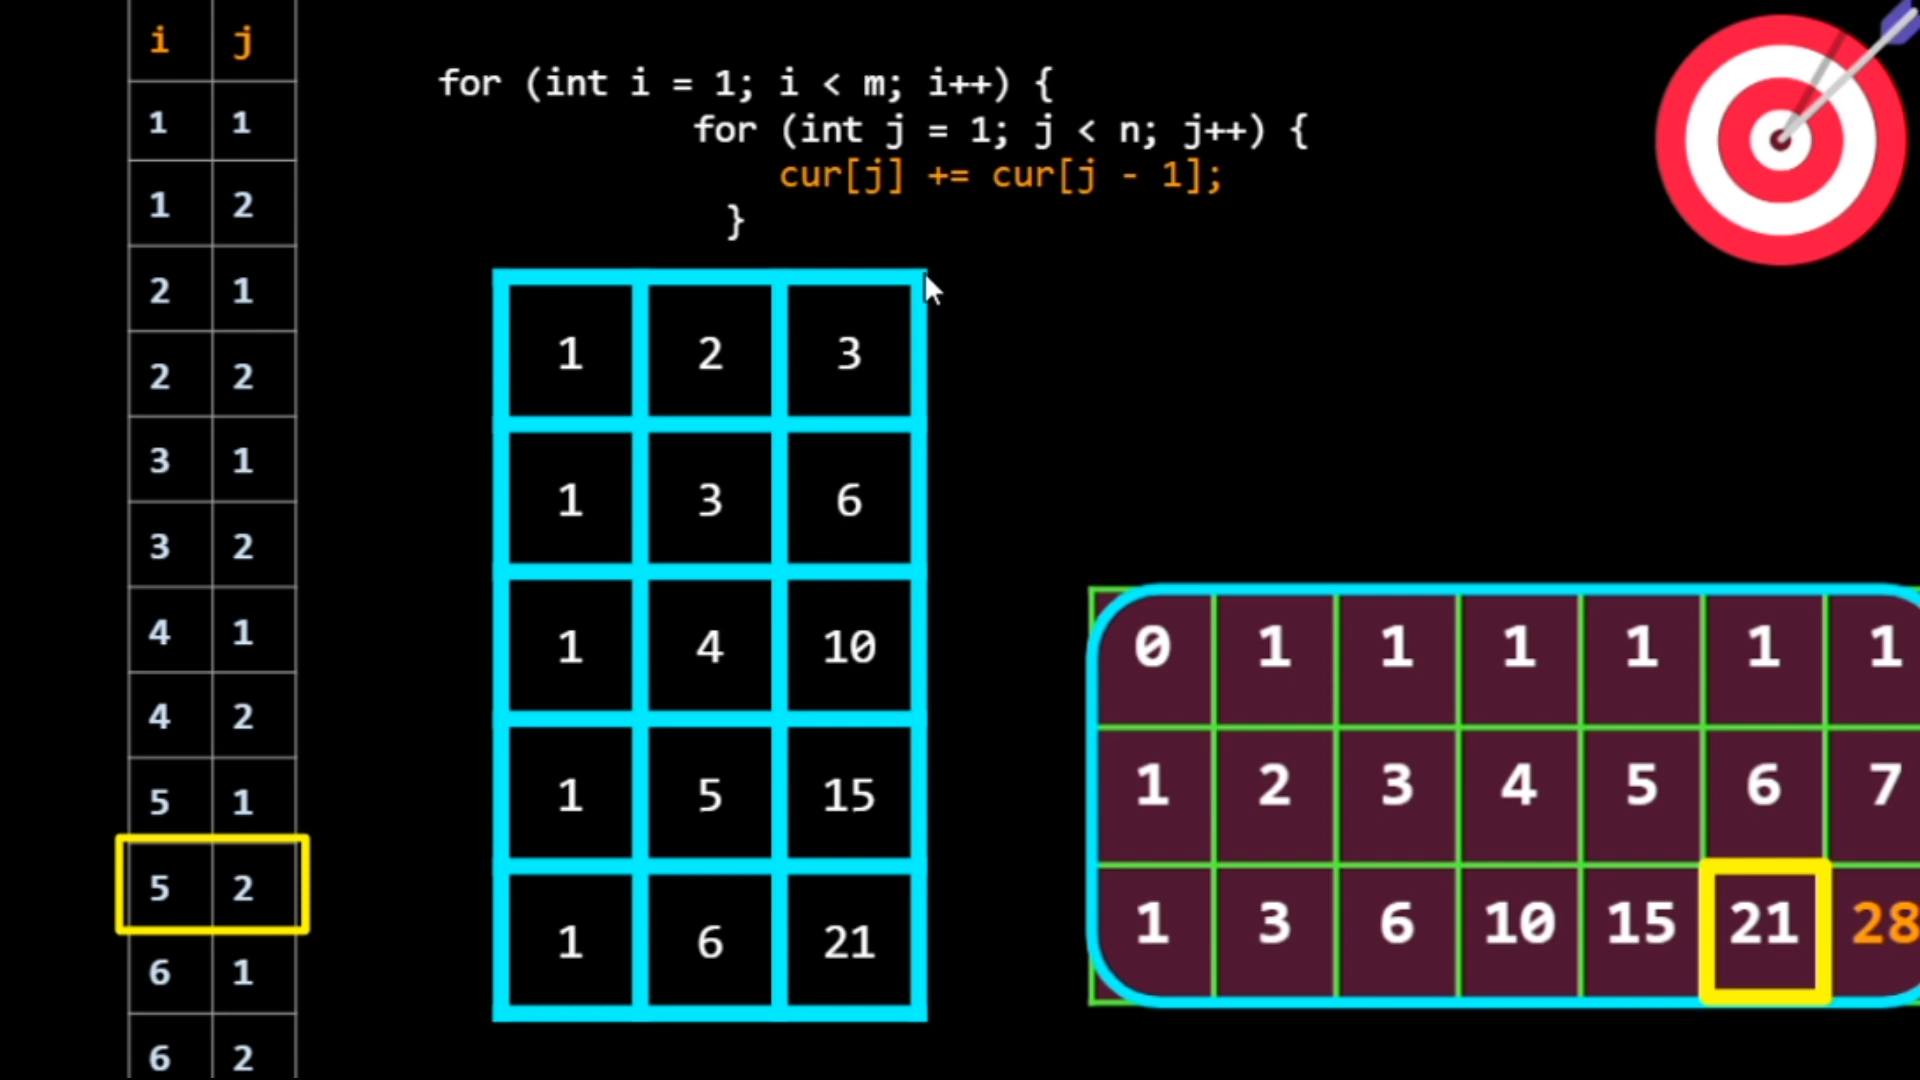 i j
1 1
1 2
2 1
2 2
3 1
3 2
4 1
4 2
5 1
5 2
6 1
6 2
for (int i = 1; i < m; i++) {
for (int j = 1; j < n; j++) {
cur[j] += cur[j - 1];
}
1 2 3
1 3 6
1 4 10
1 5 15
1 6 21
0 1 1 1 1 1 1
1 2 3 4 5 6 7
1 3 6 10 15 21 28